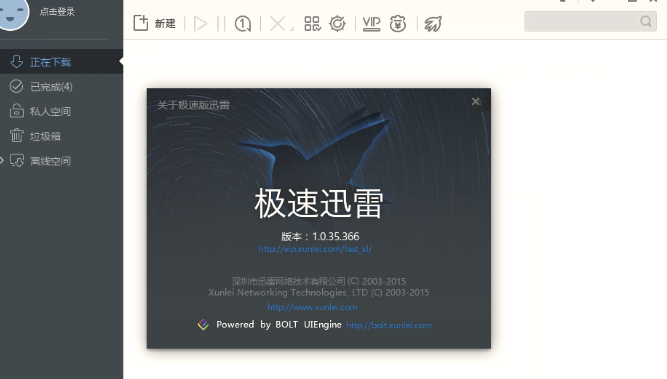 点击登录
新建
VIP
正在下载
已完成(4)
私人空间
垃圾箱
离线空间
关于极速版迅雷
极速迅雷
版本：1.0.35.366
http://vip.xunlei.com/fast_xl/
深圳市迅雷网络技术有限公司 (C) 2003-2015
Xunlei Networking Technologies, LTD (C) 2003-2015
http://www.xunlei.com
Powered by BOLT UIEngine http://bolt.xunlei.com